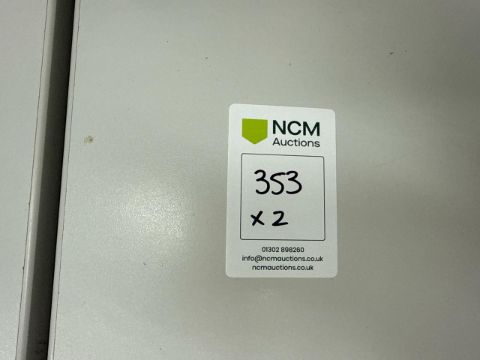 NCM
Auctions
353
x 2
01302 898260
info@ncmauctions.co.uk
ncmauctions.co.uk